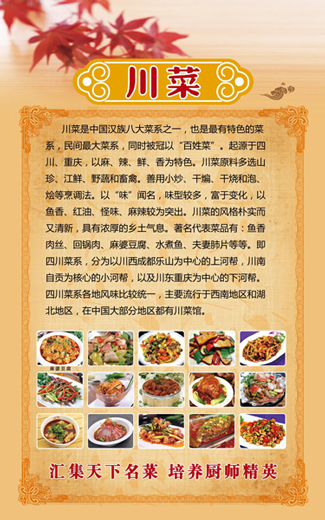 川菜
川菜是中国汉族八大菜系之一，也是最有特色的菜
系，民间最大菜系，同时被冠以“百姓菜”。起源于四
川、重庆，以麻、辣、鲜、香为特色。川菜原料多选山
珍、江鲜、野蔬和畜禽。善用小炒、干煸、干烧和泡、
烩等烹调法。以“味”闻名，味型较多，富于变化，以
鱼香、红油、怪味、麻辣较为突出。川菜的风格朴实而
又清新，具有浓厚的乡土气息。著名代表菜品有：鱼香
肉丝、回锅肉、麻婆豆腐、水煮鱼、夫妻肺片等等。即
四川菜系，分为以川西成都乐山为中心的上河帮，川南
自贡为核心的小河帮，以及川东重庆为中心的下河帮。
四川菜系各地风味比较统一，主要流行于西南地区和湖
北地区，在中国大部分地区都有川菜馆。
麻婆豆腐
汇集天下名菜 培养厨师精英